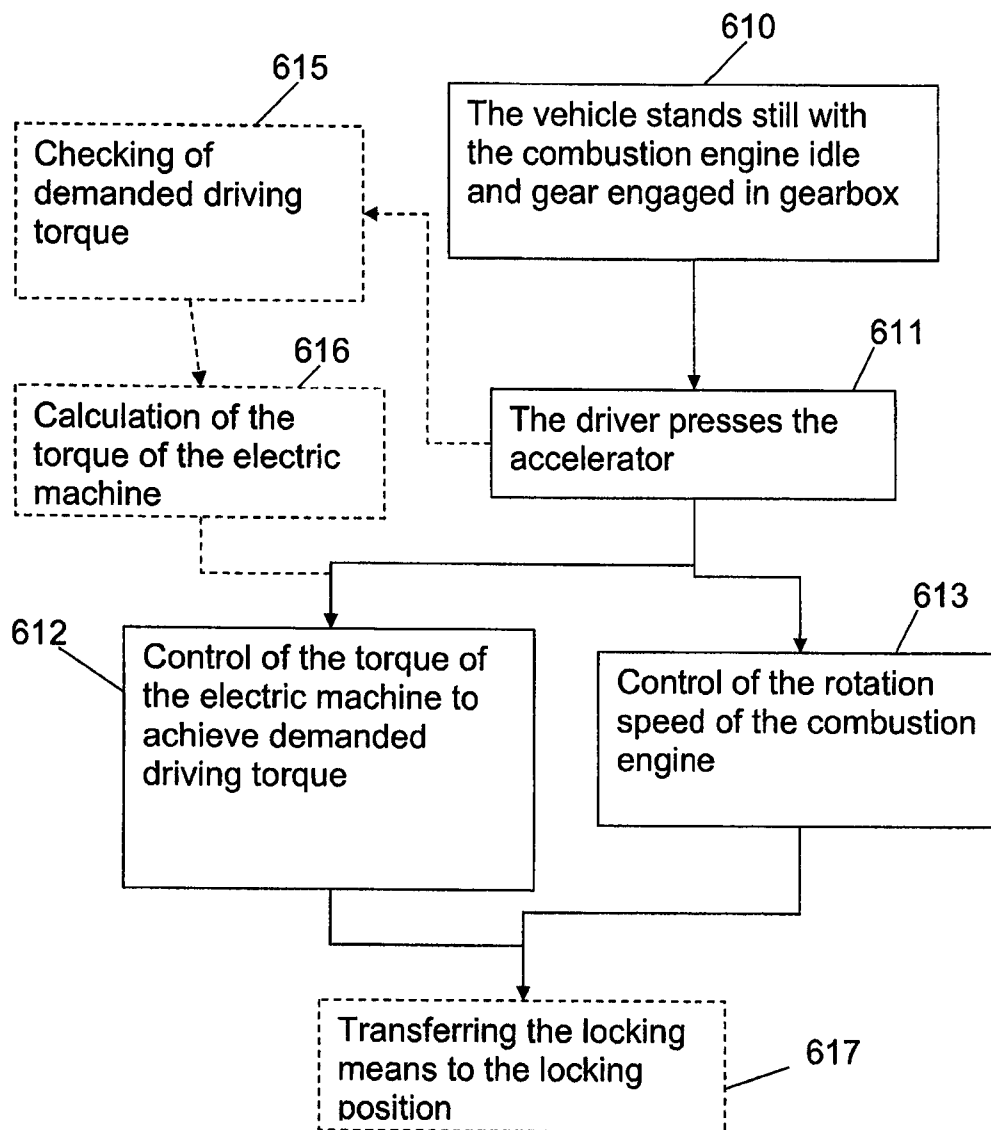 610
The vehicle stands still with
the combustion engine idle
and gear engaged in gearbox
615
Checking of
demanded driving
torque
611
The driver presses the
accelerator
616
Calculation of the
torque of the electric
machine
612
Control of the torque of
the electric machine to
achieve demanded
driving torque
613
Control of the rotation
speed of the combustion
engine
Transferring the locking
means to the locking
position
617